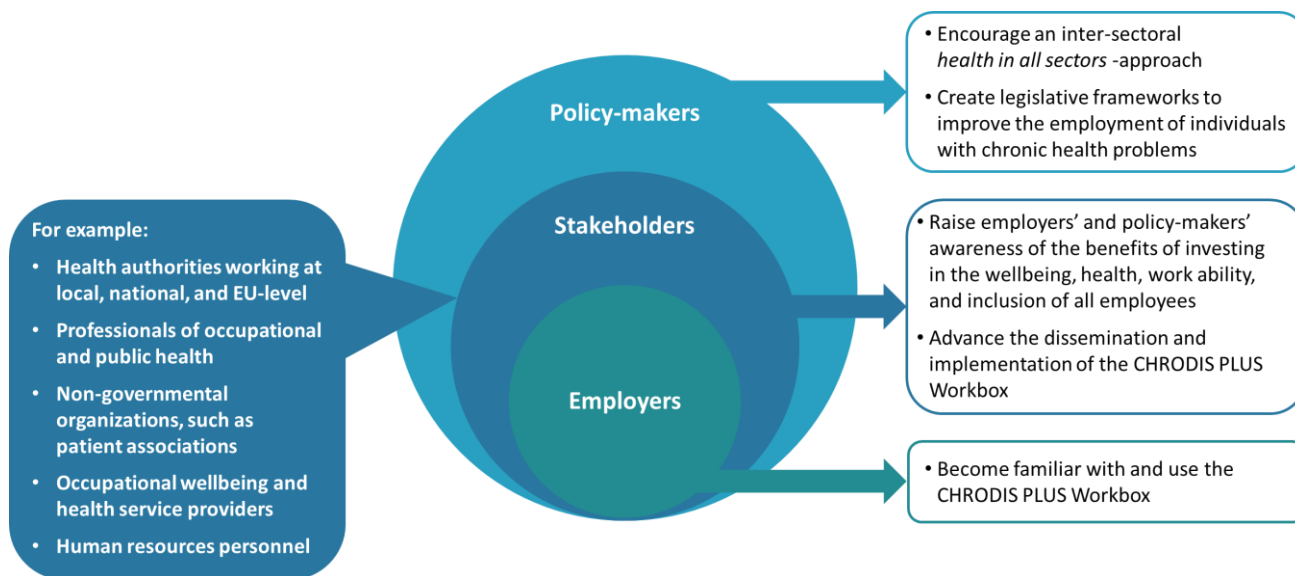 For example:
• Health authorities working at
local, national, and EU-level
• Professionals of occupational
and public health
• Non-governmental
organizations, such as
patient associations
• Occupational wellbeing and
health service providers
• Human resources personnel
Policy-makers
Stakeholders
Employers
• Encourage an inter-sectoral
health in all sectors -approach
• Create legislative frameworks to
improve the employment of individuals
with chronic health problems
• Raise employers’ and policy-makers’
awareness of the benefits of investing
in the wellbeing, health, work ability,
and inclusion of all employees
• Advance the dissemination and
implementation of the CHRODIS PLUS
Workbox
• Become familiar with and use the
CHRODIS PLUS Workbox